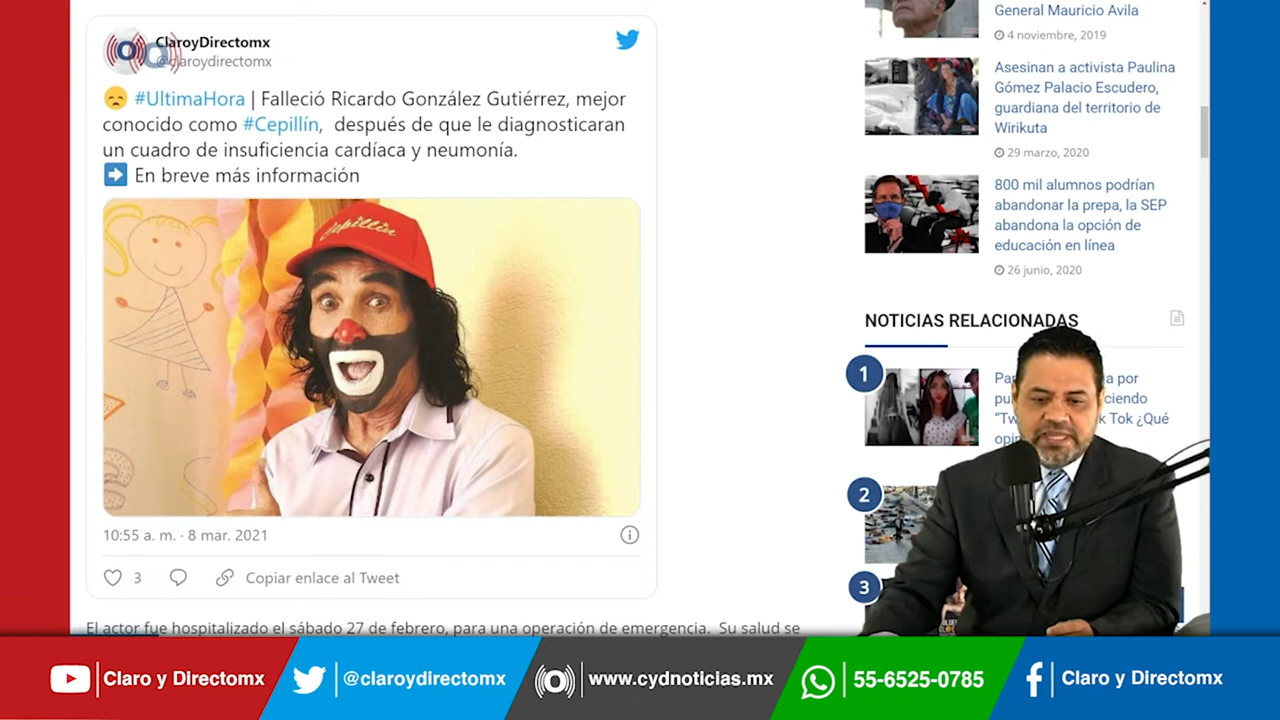 ClaroyDirectomx
@claroydirectomx
#UltimaHora | Falleció Ricardo González Gutiérrez, mejor
conocido como #Cepillín, después de que le diagnosticaran
un cuadro de insuficiencia cardíaca y neumonía.
En breve más información
Cepillín
10:55 a. m. · 8 mar. 2021
3
Copiar enlace al Tweet
El actor fue hospitalizado el sábado 27 de febrero, para una operación de emergencia. Su salud se
General Mauricio Avila
4 noviembre, 2019
Asesinan a activista Paulina
Gómez Palacio Escudero,
guardiana del territorio de
Wirikuta
29 marzo, 2020
800 mil alumnos podrían
abandonar la prepa, la SEP
abandona la opción de
educación en línea
26 junio, 2020
NOTICIAS RELACIONADAS
1
por
Tok ¿Qué
2
3
Claro y Directomx
@claroydirectomx
www.cydnoticias.mx
55-6525-0785
Claro y Directomx